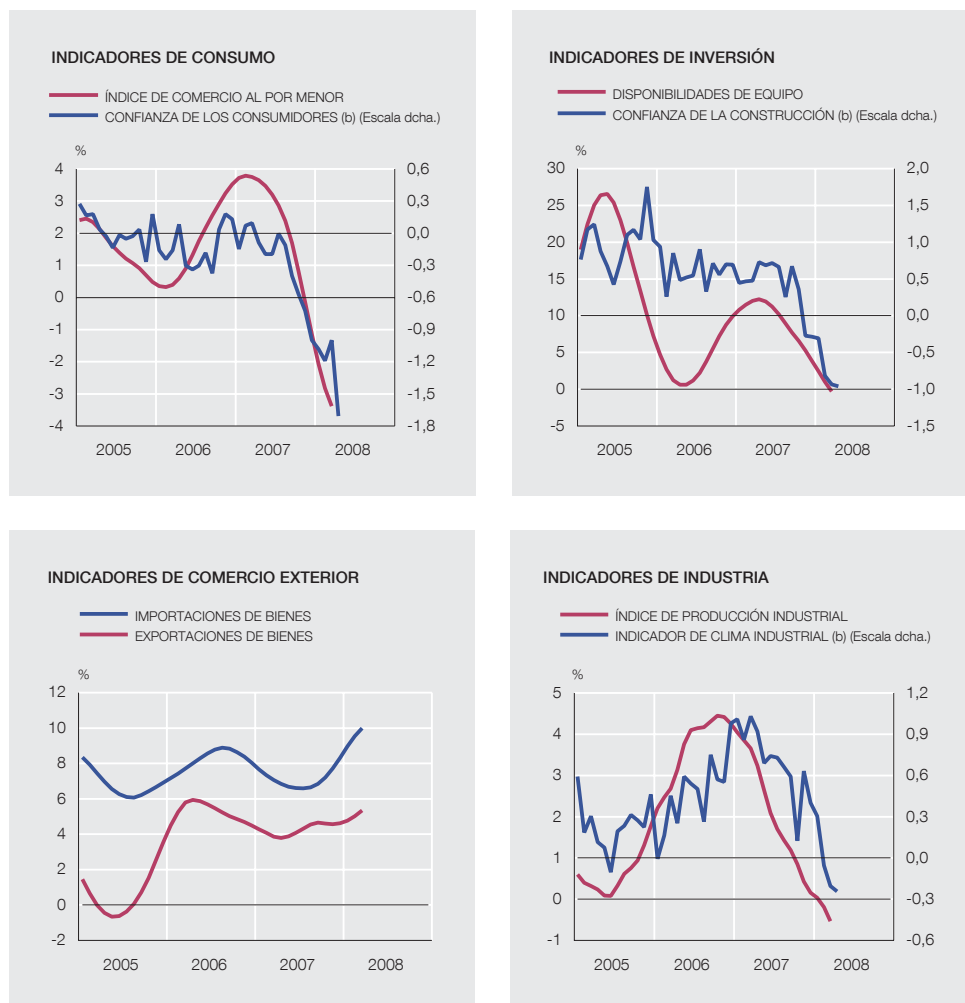 INDICADORES DE CONSUMO
ÍNDICE DE COMERCIO AL POR MENOR
CONFIANZA DE LOS CONSUMIDORES (b) (Escala dcha.)
%
4 0,6
3 0,3
2 0,0
1 -0,3
0 -0,6
-1 -0,9
-2 -1,2
-3 -1,5
-4 -1,8
2005 2006 2007 2008
INDICADORES DE INVERSIÓN
DISPONIBILIDADES DE EQUIPO
CONFIANZA DE LA CONSTRUCCIÓN (b) (Escala dcha.)
%
30 2,0
25 1,5
20 1,0
15 0,5
10 0,0
5 -0,5
0 -1,0
-5 -1,5
2005 2006 2007 2008
INDICADORES DE COMERCIO EXTERIOR
IMPORTACIONES DE BIENES
EXPORTACIONES DE BIENES
%
12
10
8
6
4
2
0
-2
2005 2006 2007 2008
INDICADORES DE INDUSTRIA
ÍNDICE DE PRODUCCIÓN INDUSTRIAL
INDICADOR DE CLIMA INDUSTRIAL (b) (Escala dcha.)
%
5 1,2
4 0,9
3 0,6
2 0,3
1 0,0
0 -0,3
-1 -0,6
2005 2006 2007 2008